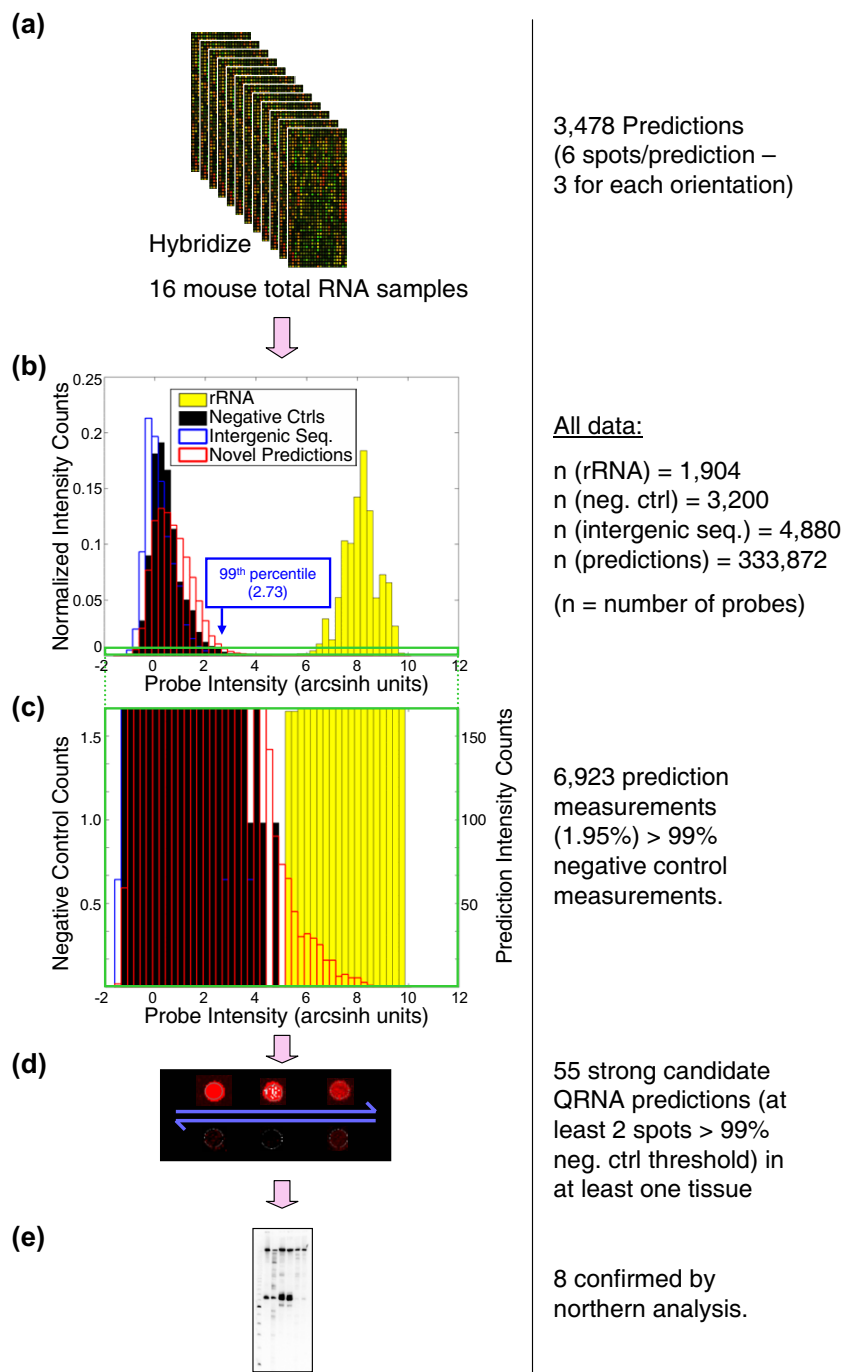 (a)
Hybridize
16 mouse total RNA samples
3,478 Predictions
(6 spots/prediction –
3 for each orientation)
(b)
Normalized Intensity Counts
0.25
0.2
0.15
0.1
0.05
0
rRNA
Negative Ctrls
Intergenic Seq.
Novel Predictions
99th percentile
(2.73)
-2 0 2 4 6 8 10 12
Probe Intensity (arcsinh units)
All data:
n (rRNA) = 1,904
n (neg. ctrl) = 3,200
n (intergenic seq.) = 4,880
n (predictions) = 333,872
(n = number of probes)
(c)
Negative Control Counts
1.5
1.0
0.5
150
100
50
Prediction Intensity Counts
-2 0 2 4 6 8 10 12
Probe Intensity (arcsinh units)
6,923 prediction
measurements
(1.95%) > 99%
negative control
measurements.
(d)
55 strong candidate
QRNA predictions (at
least 2 spots > 99%
neg. ctrl threshold) in
at least one tissue
(e)
8 confirmed by
northern analysis.